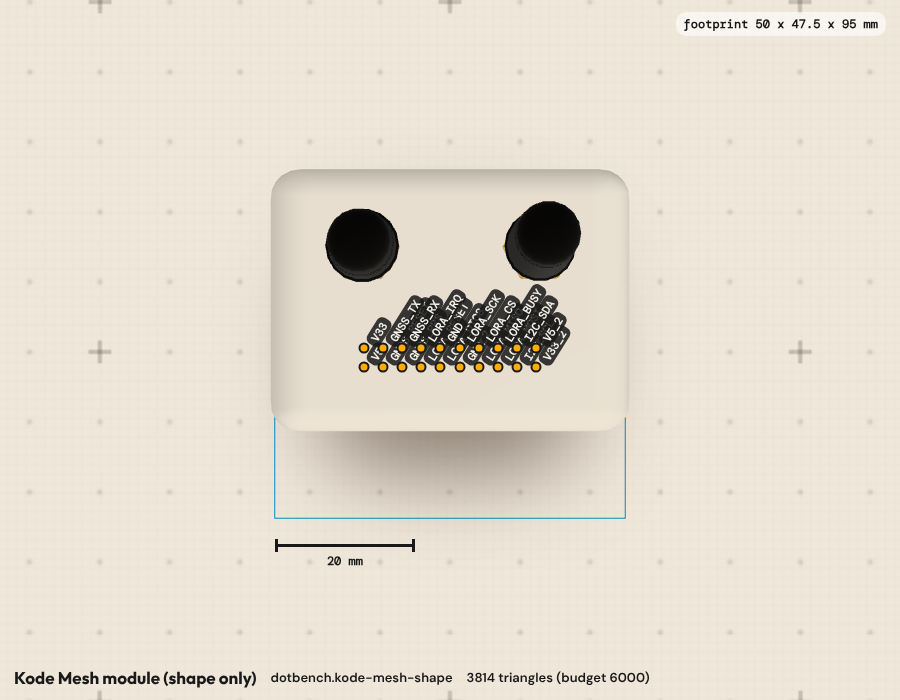 footprint 50 x 47.5 x 95 mm
V33
GNSS_TX
GNSS_RX
LORA_IRQ
GND
LORA_SCK
LORA_CS
LORA_BUSY
I2C_SDA
V5_2
V33_2
20 mm
Kode Mesh module (shape only) dotbench.kode-mesh-shape 3814 triangles (budget 6000)